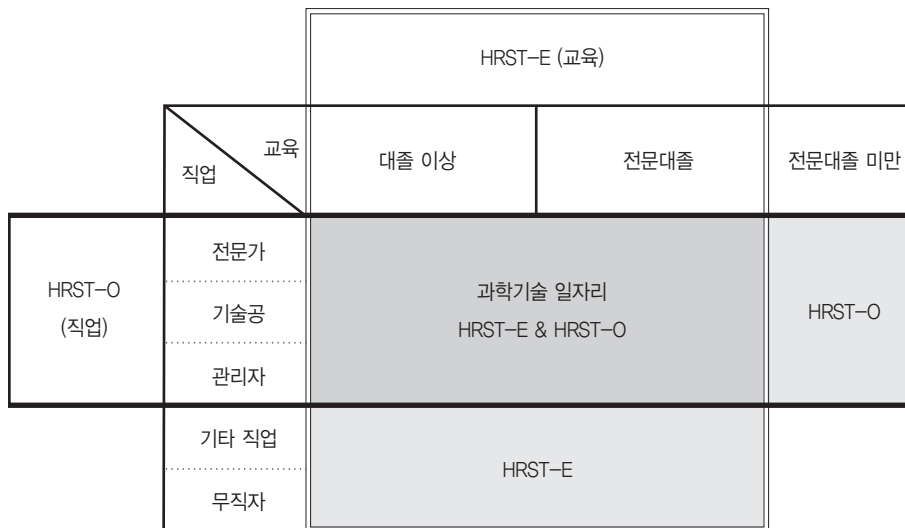 HRST-E (교육)
교육
직업
대졸 이상
전문대졸
전문대졸 미만
HRST-O
(직업)
전문가
기술공
관리자
과학기술 일자리
HRST-E & HRST-O
HRST-O
기타 직업
무직자
HRST-E